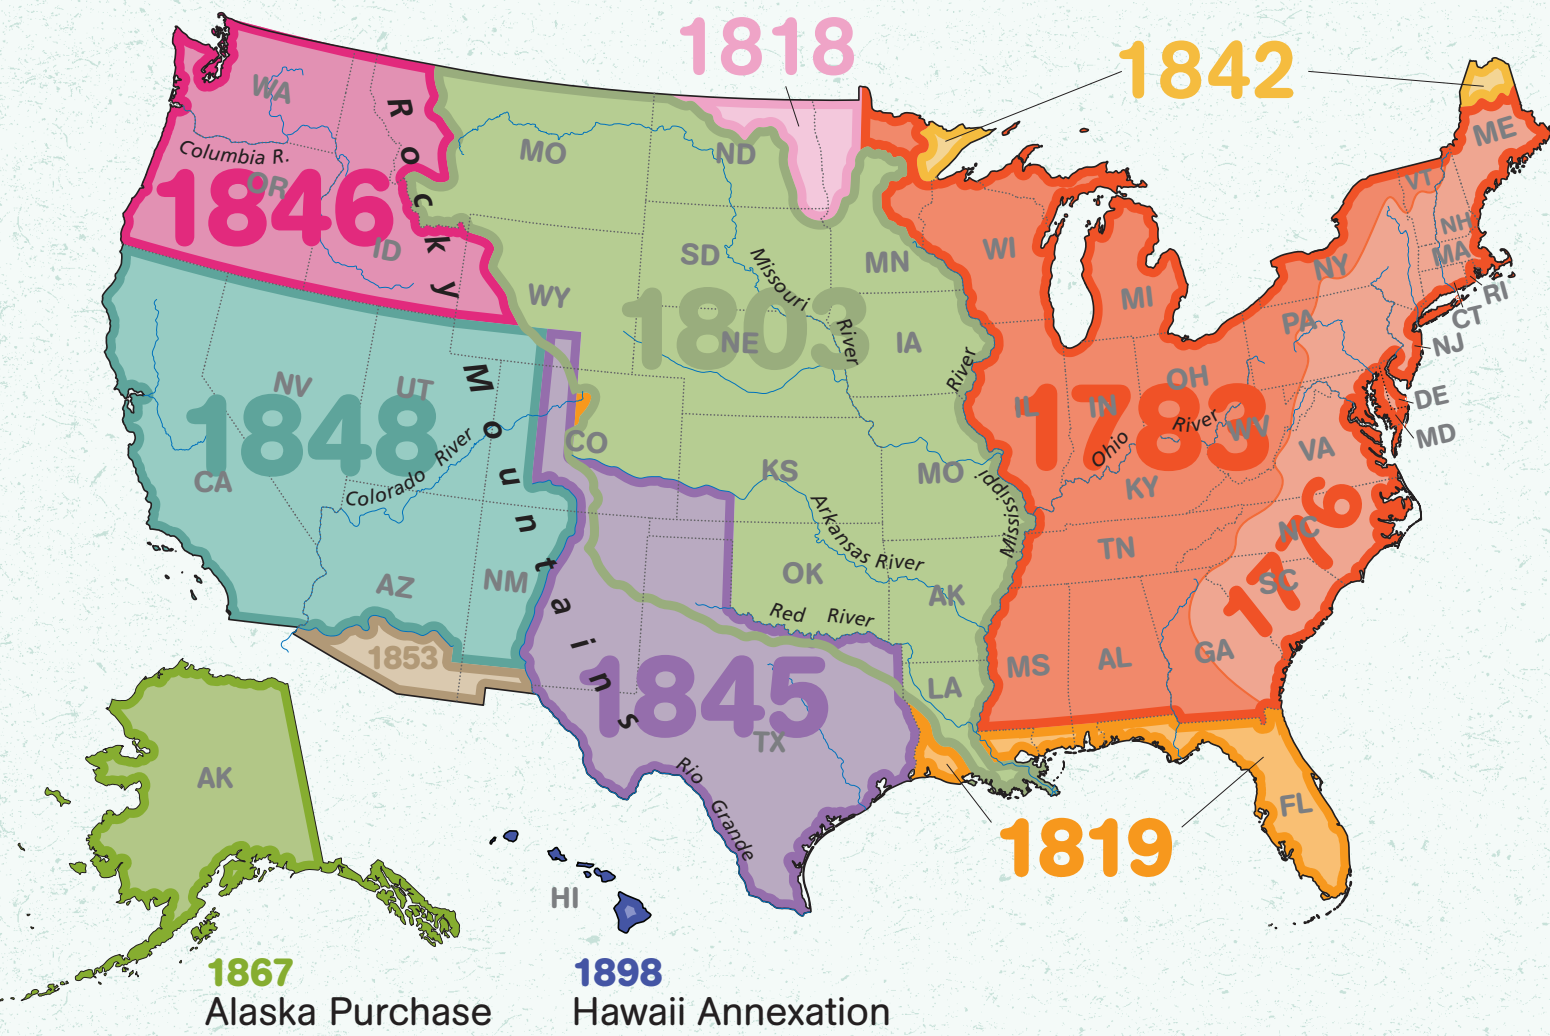 1818
1842
WA
Rocky Mountains
MO
ND
ME
Columbia R.
VT
OR
1846
NH
ID
SD
MN
WI
MA
NY
Missouri River
MI
RI
WY
1803
CT
PA
NE
IA
NJ
Mississippi River
NV
UT
OH
DE
1848
IL
IN
1783
WV
Ohio River
MD
CO
VA
Colorado River
CA
KS
MO
KY
1776
NC
TN
Arkansas River
AZ
NM
OK
AK
SC
Red River
1853
MS
AL
GA
1845
LA
TX
Rio Grande
AK
FL
1819
HI
1867
Alaska Purchase
1898
Hawaii Annexation